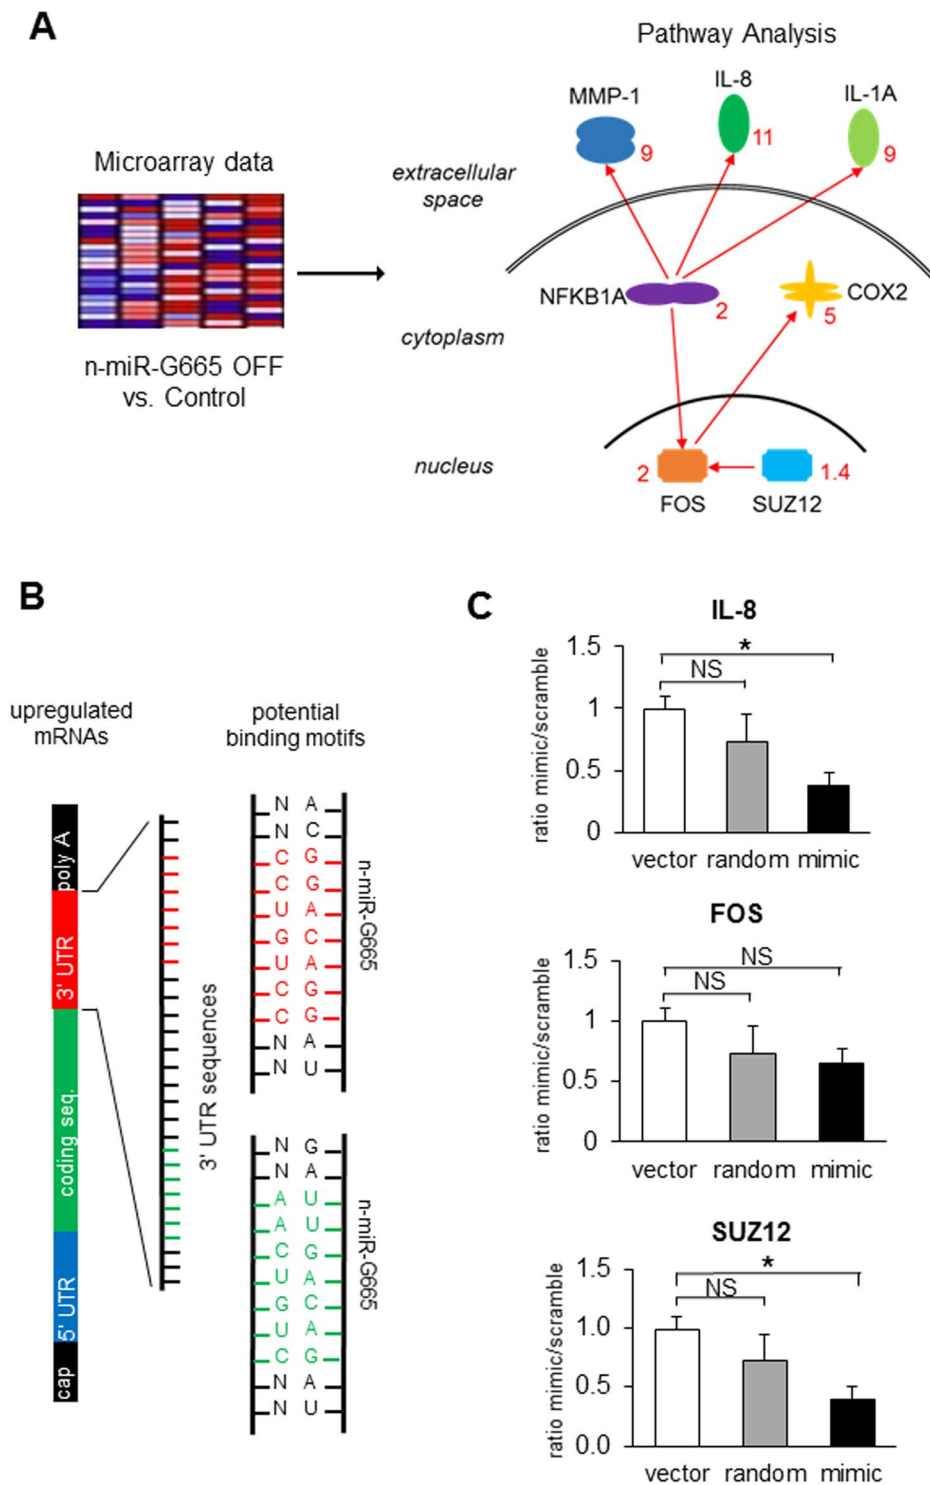 A
Pathway Analysis
Microarray data
n-miR-G665 OFF
vs. Control
extracellular
space
cytoplasm
nucleus
MMP-1
9
IL-8
11
IL-1A
9
NFKB1A
2
COX2
5
2
FOS
SUZ12
1.4
B
upregulated
mRNAs
potential
binding motifs
poly A
3' UTR
coding seq.
5' UTR
cap
3' UTR sequences
N A
N C
C G
C G
U A
G C
U A
C G
C G
N A
N U
n-miR-G665
N G
N A
A U
A U
C G
U A
G C
U A
C G
N A
N U
n-miR-G665
C
IL-8
ratio mimic/scramble
1.5
1
0.5
0
*
NS
vector random mimic
FOS
ratio mimic/scramble
1.5
1
0.5
0
NS
NS
vector random mimic
SUZ12
ratio mimic/scramble
1.5
1.0
0.5
0.0
*
NS
vector random mimic